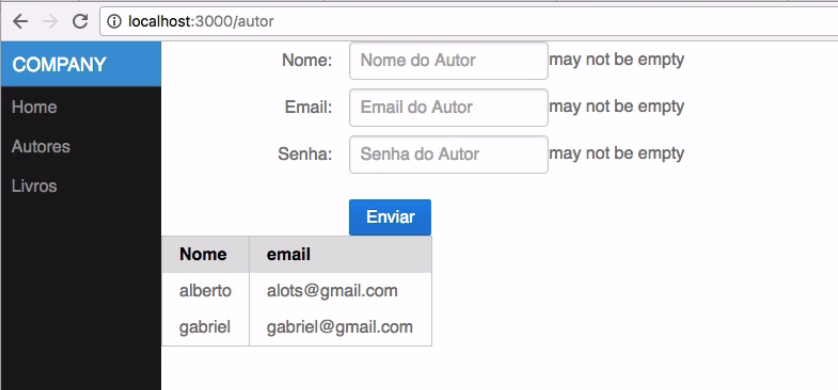 localhost:3000/autor
COMPANY
Home
Autores
Livros
Nome: Nome do Autor may not be empty
Email: Email do Autor may not be empty
Senha: Senha do Autor may not be empty
Enviar
Nome email
alberto alots@gmail.com
gabriel gabriel@gmail.com